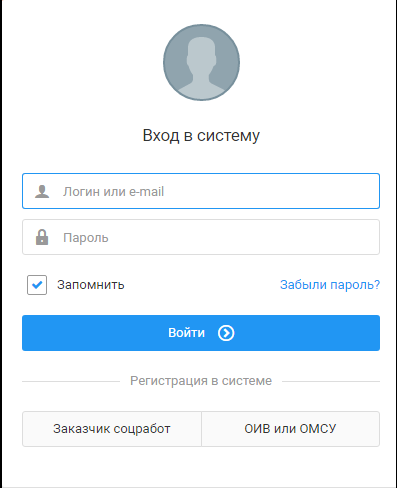 Вход в систему
Логин или e-mail
Пароль
Запомнить Забыли пароль?
Войти
Регистрация в системе
Заказчик соцработ ОИВ или ОМСУ